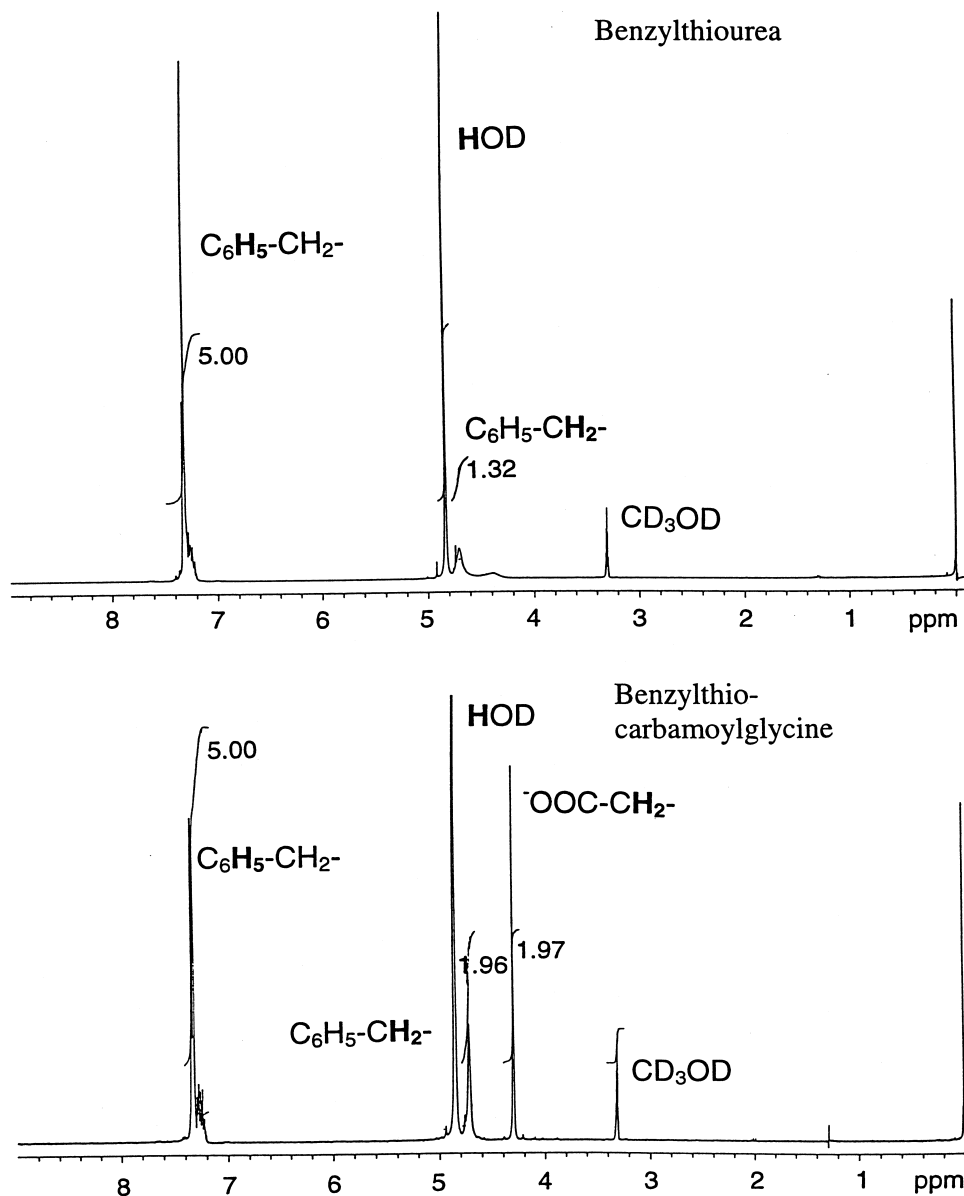 Benzylthiourea
HOD
C6H5-CH2-
5.00
C6H5-CH2-
1.32
CD3OD
8 7 6 5 4 3 2 1 ppm
Benzylthio-
carbamoylglycine
HOD
5.00
-OOC-CH2-
C6H5-CH2-
1.96
1.97
C6H5-CH2-
CD3OD
8 7 6 5 4 3 2 1 ppm